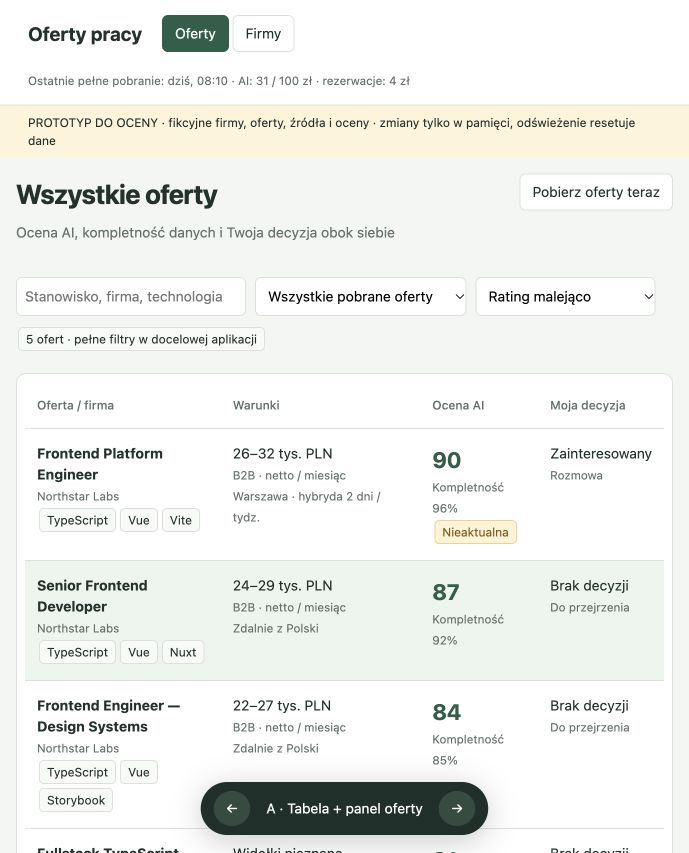 Oferty pracy
Oferty
Firmy
Ostatnie pełne pobranie: dziś, 08:10 · AI: 31 / 100 zł · rezerwacje: 4 zł
PROTOTYP DO OCENY · fikcyjne firmy, oferty, źródła i oceny · zmiany tylko w pamięci, odświeżenie resetuje
dane
Wszystkie oferty
Pobierz oferty teraz
Ocena AI, kompletność danych i Twoja decyzja obok siebie
Stanowisko, firma, technologia
Wszystkie pobrane oferty
Rating malejąco
5 ofert · pełne filtry w docelowej aplikacji
Oferta / firma
Warunki
Ocena AI
Moja decyzja
Frontend Platform
Engineer
Northstar Labs
TypeScript
Vue
Vite
26–32 tys. PLN
B2B · netto / miesiąc
Warszawa · hybryda 2 dni /
tydz.
90
Kompletność
96%
Nieaktualna
Zainteresowany
Rozmowa
Senior Frontend
Developer
Northstar Labs
TypeScript
Vue
Nuxt
24–29 tys. PLN
B2B · netto / miesiąc
Zdalnie z Polski
87
Kompletność
92%
Brak decyzji
Do przejrzenia
Frontend Engineer —
Design Systems
Northstar Labs
TypeScript
Vue
Storybook
22–27 tys. PLN
B2B · netto / miesiąc
Zdalnie z Polski
84
Kompletność
85%
Brak decyzji
Do przejrzenia
A · Tabela + panel oferty
Fullstack TypeScript
Brak decyzji